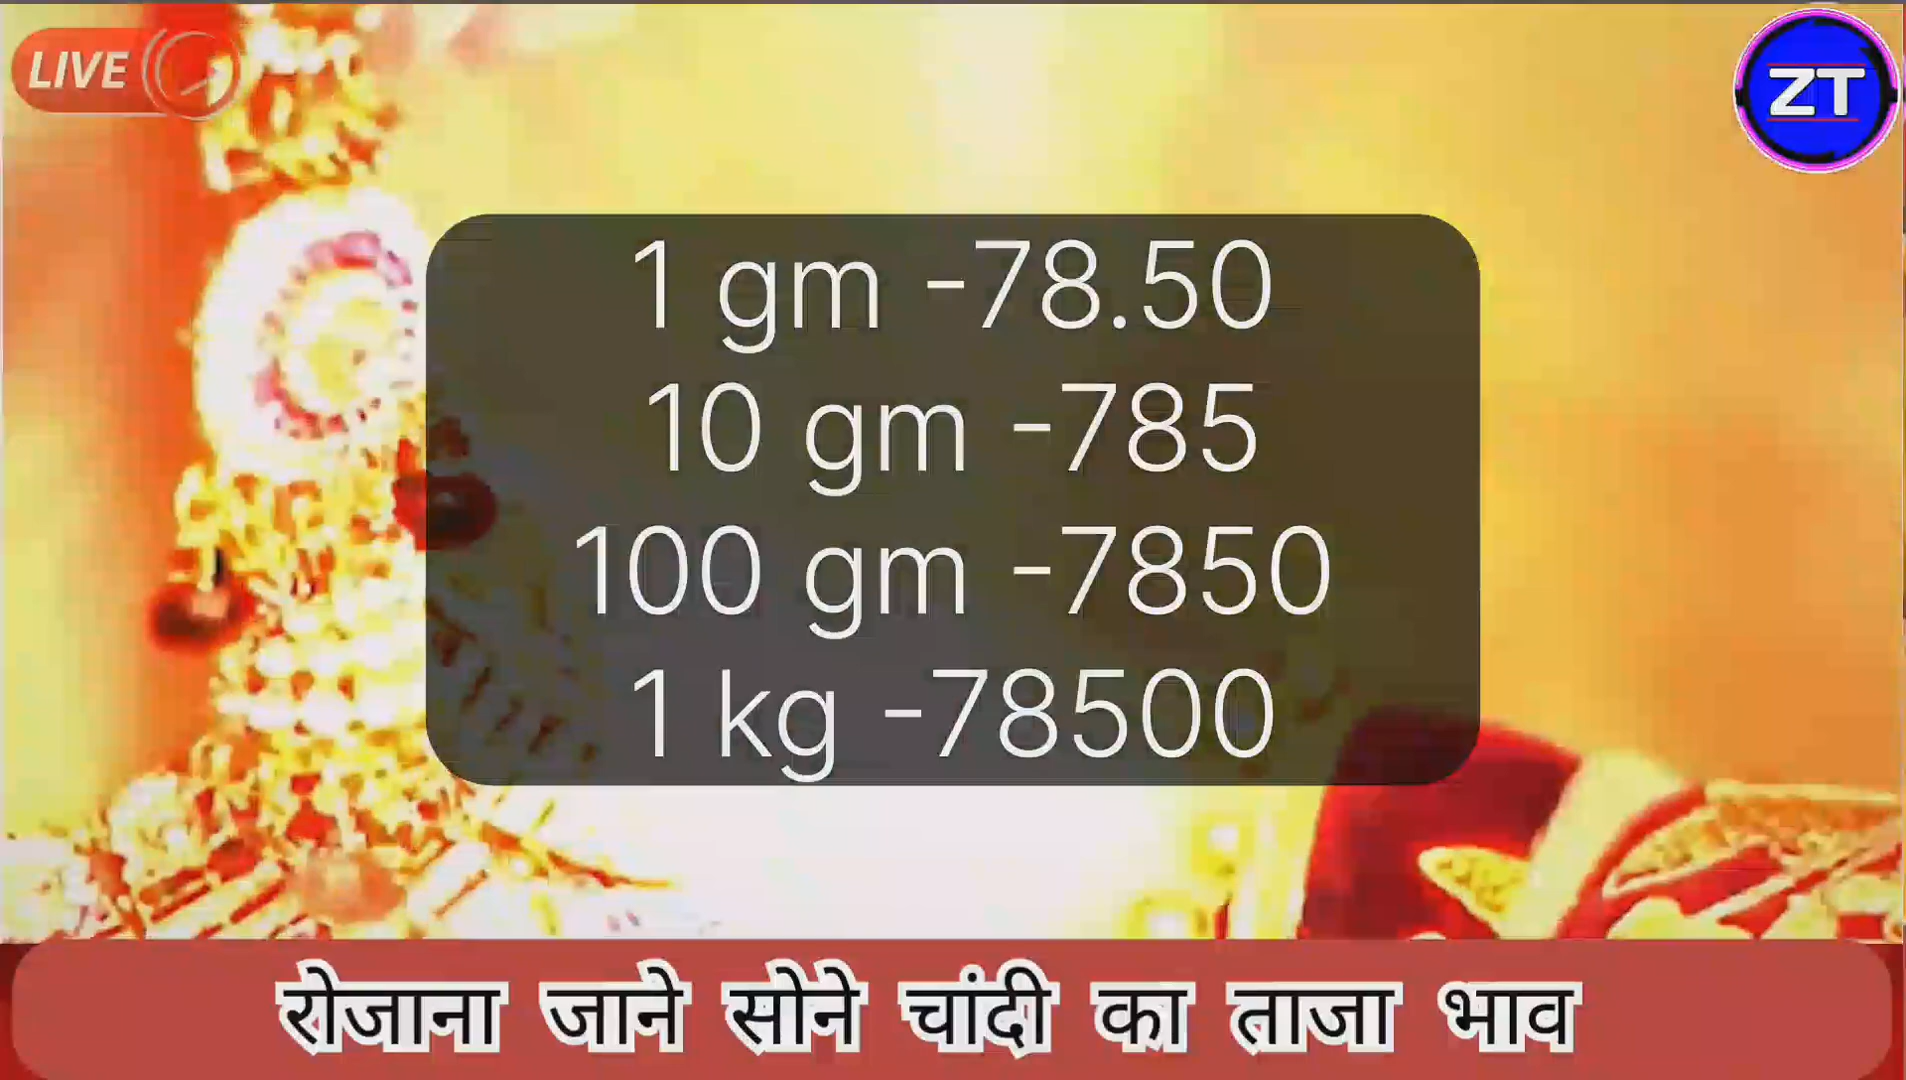 LIVE
ZT
1 gm -78.50
10 gm -785
100 gm -7850
1 kg -78500
रोजाना जाने सोने चांदी का ताजा भाव